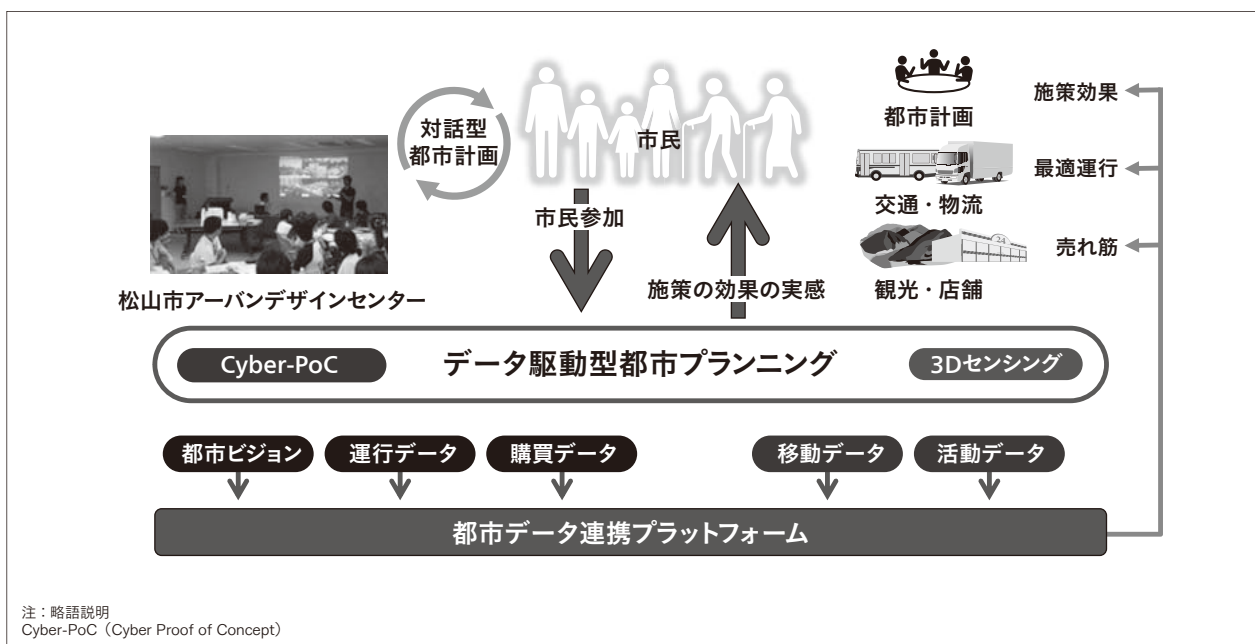 対話型
都市計画
市民
都市計画
施策効果
最適運行
交通・物流
売れ筋
24
観光・店舗
市民参加
施策の効果の実感
松山市アーバンデザインセンター
Cyber-PoC
データ駆動型都市プランニング
3Dセンシング
都市ビジョン
運行データ
購買データ
移動データ
活動データ
都市データ連携プラットフォーム
注：略語説明
Cyber-PoC（Cyber Proof of Concept）